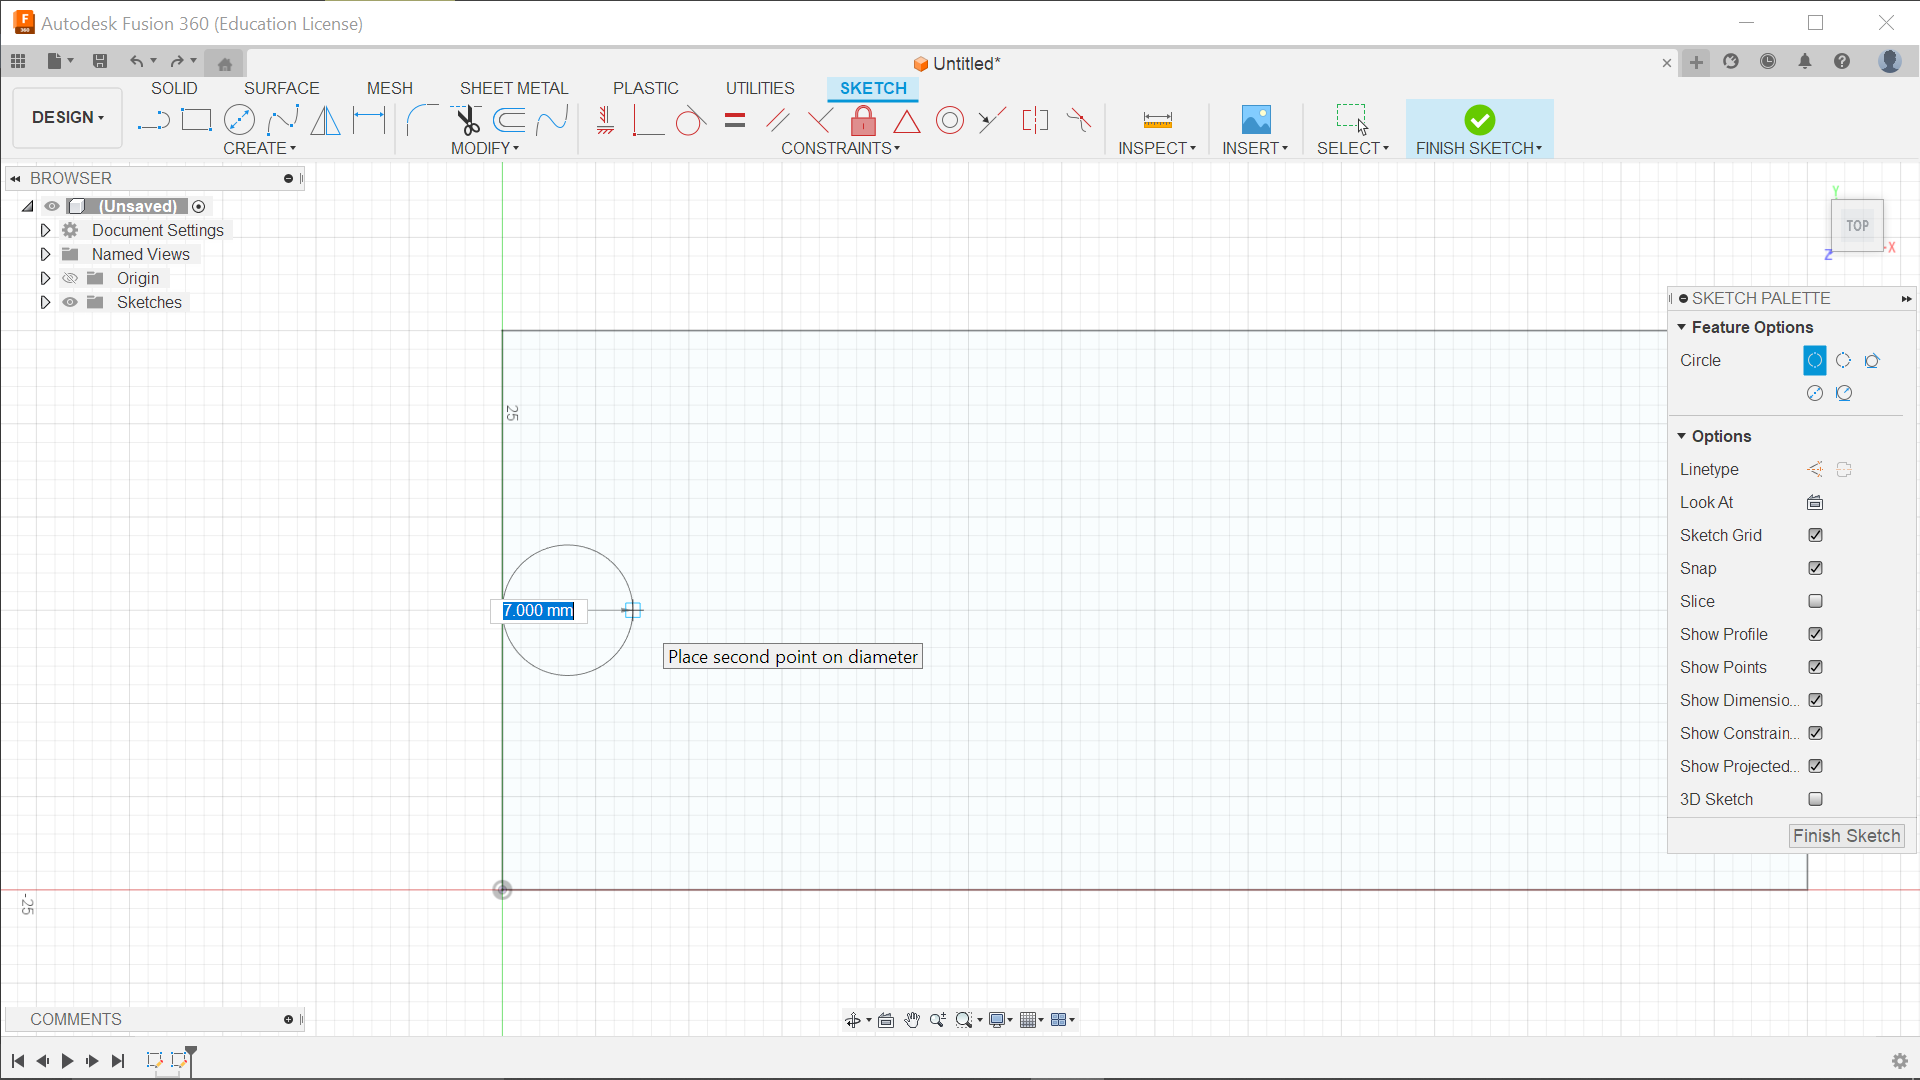 Autodesk Fusion 360 (Education License)
Untitled*
SOLID SURFACE MESH SHEET METAL PLASTIC UTILITIES SKETCH
DESIGN
CREATE MODIFY CONSTRAINTS INSPECT INSERT SELECT FINISH SKETCH
BROWSER
(Unsaved)
Document Settings
Named Views
Origin
Sketches
Y
TOP
X
Z
SKETCH PALETTE
Feature Options
Circle
Options
Linetype
Look At
Sketch Grid
Snap
Slice
Show Profile
Show Points
Show Dimensio...
Show Constrain...
Show Projected...
3D Sketch
Finish Sketch
25
7.000 mm
Place second point on diameter
-25
COMMENTS